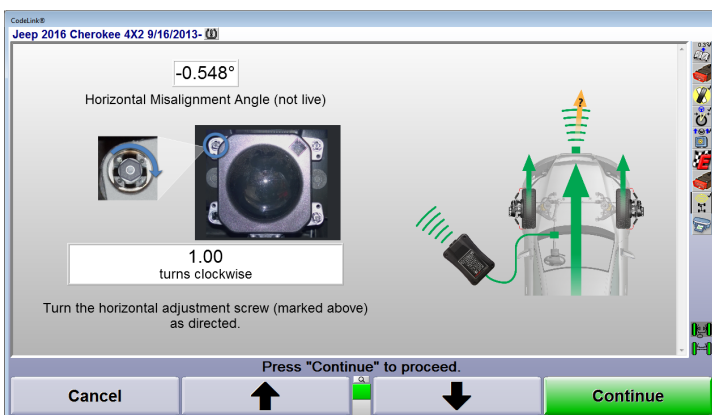 CodeLink®
Jeep 2016 Cherokee 4X2 9/16/2013-
-0.548°
Horizontal Misalignment Angle (not live)
?
1.00
turns clockwise
Turn the horizontal adjustment screw (marked above)
as directed.
Press "Continue" to proceed.
Cancel
Continue